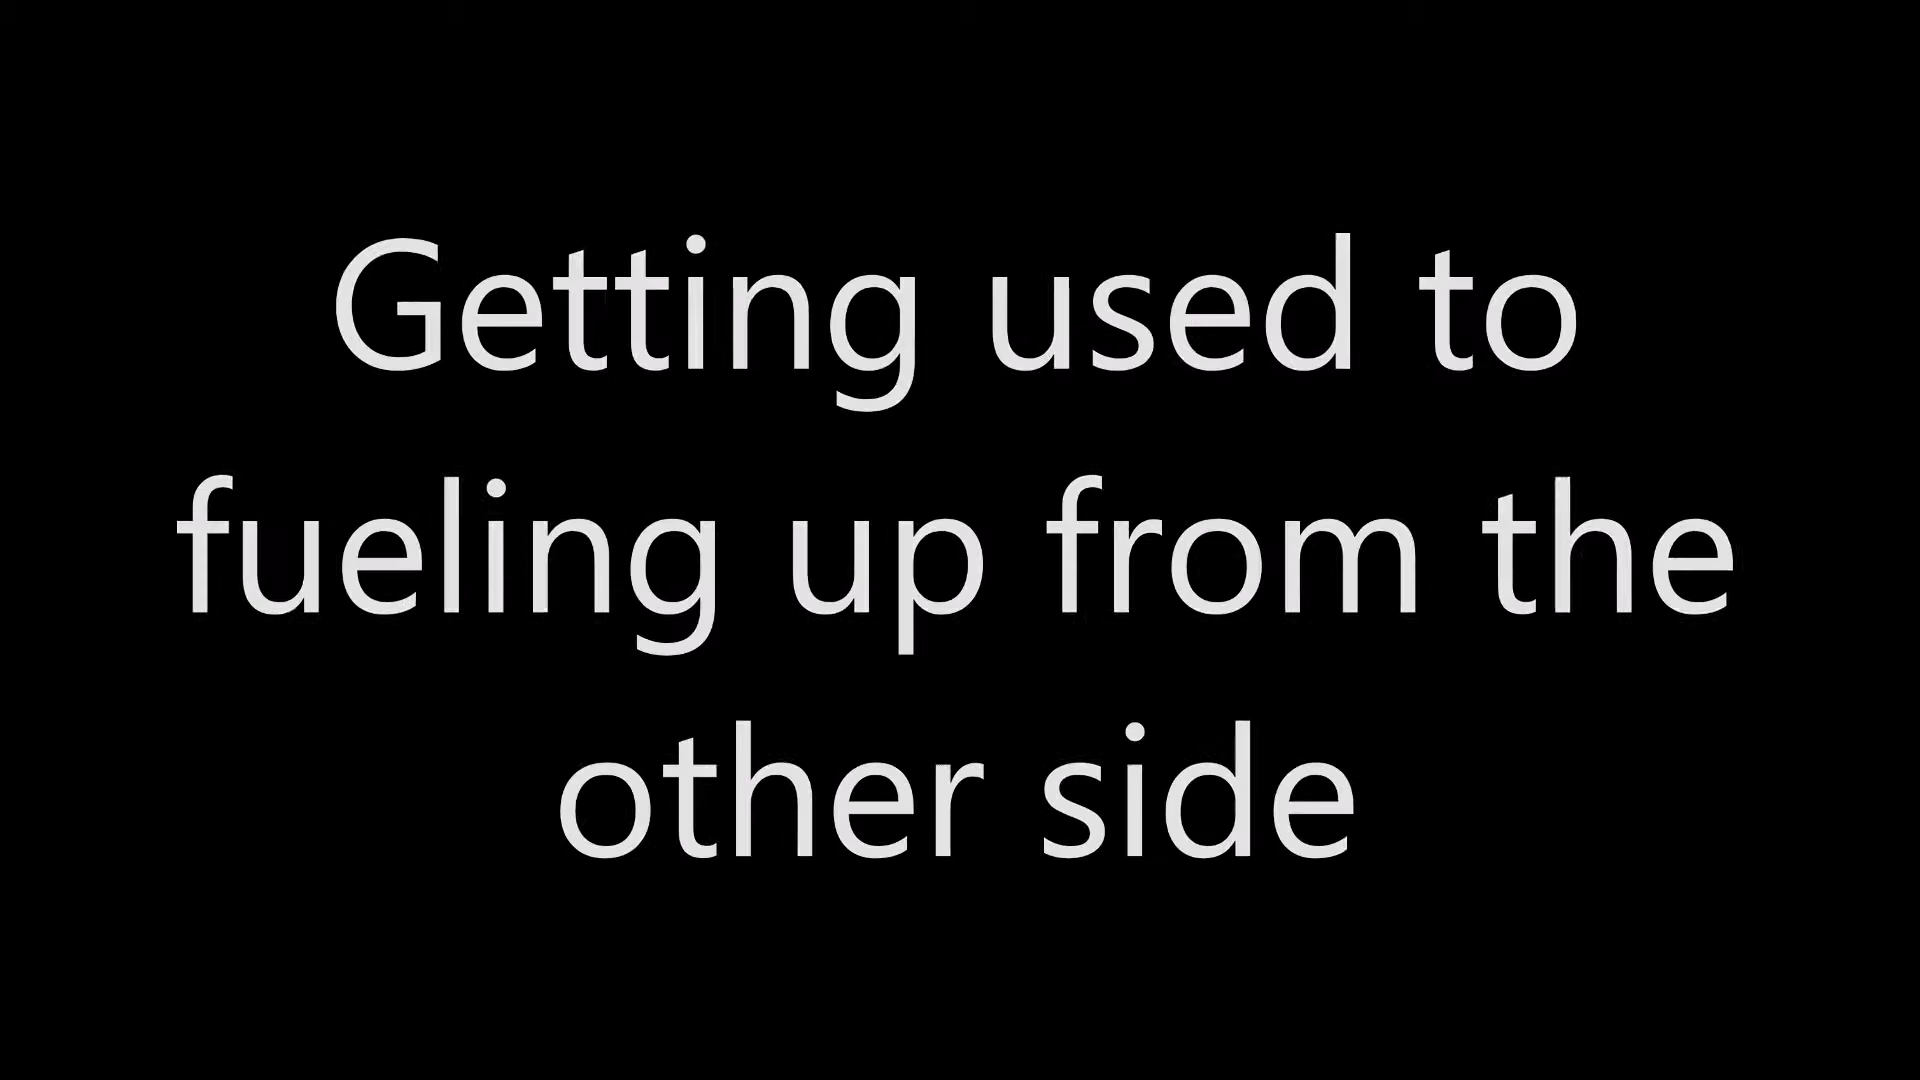 Getting used to
fueling up from the
other side